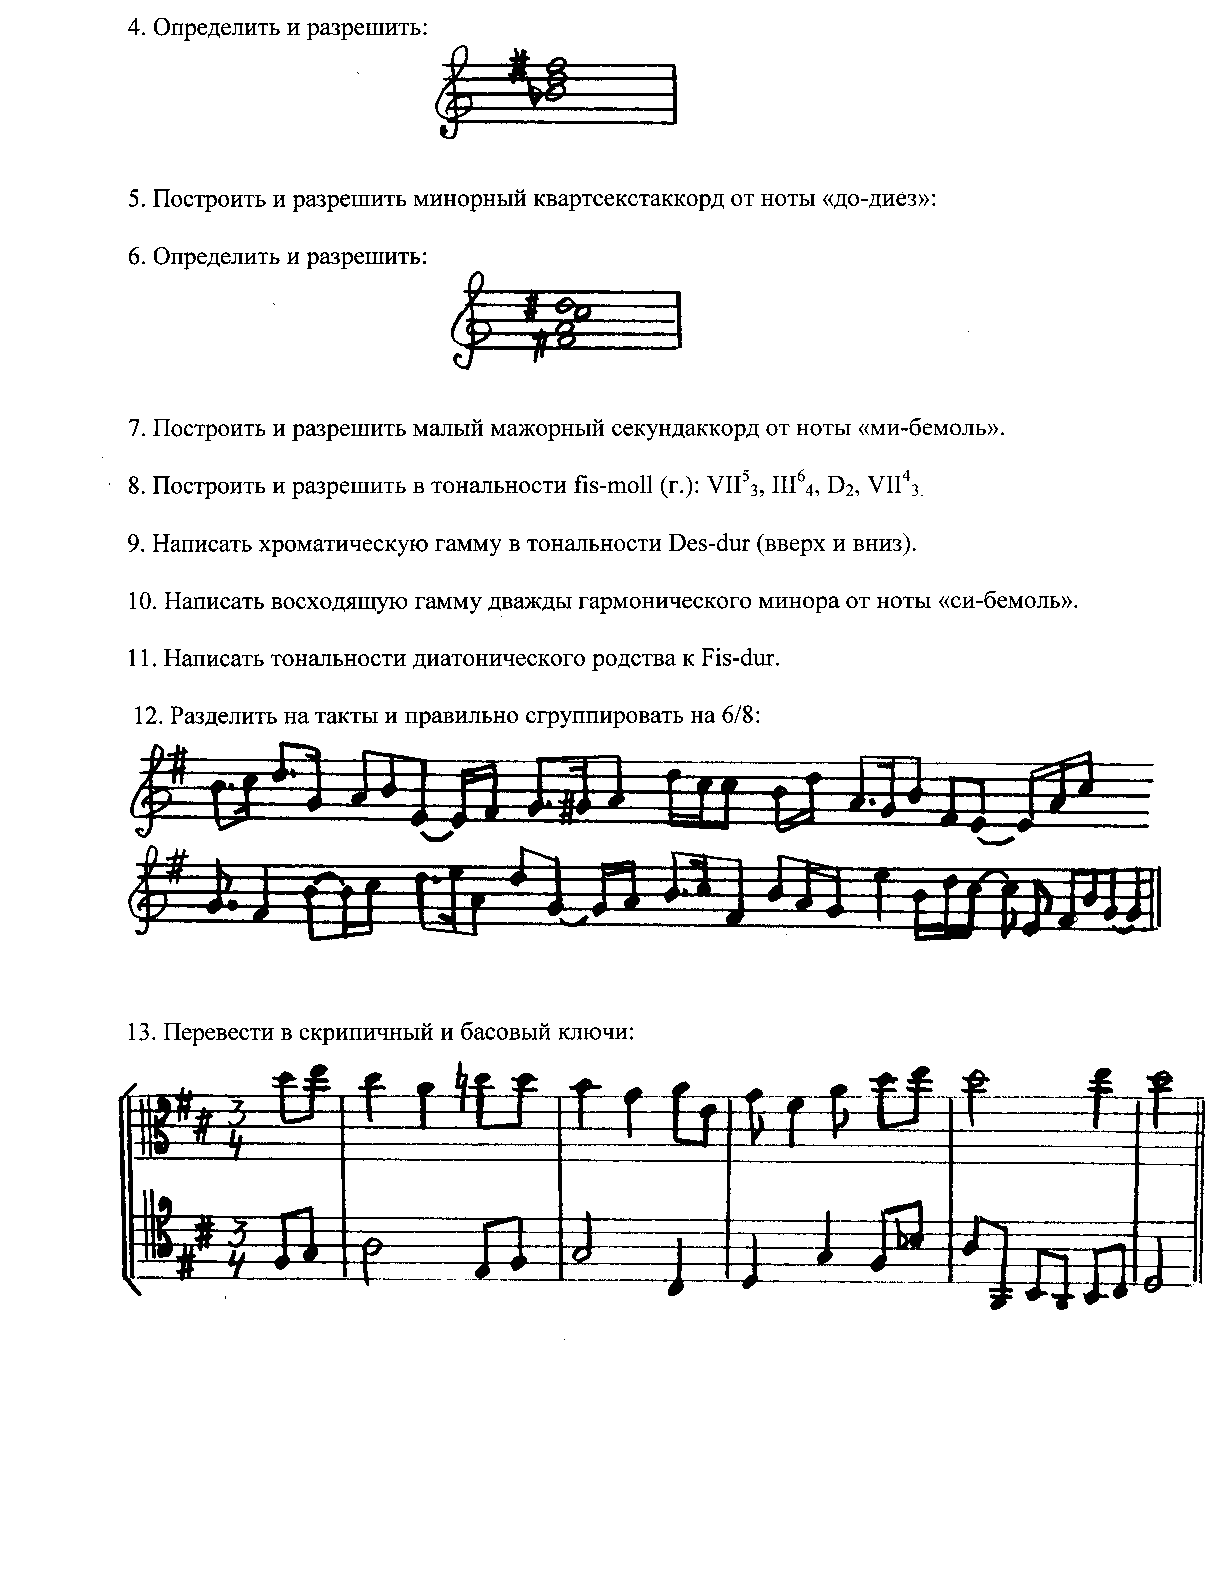 4. Определить и разрешить:
5. Построить и разрешить минорный квартсекстаккорд от ноты «до-диез»:
6. Определить и разрешить:
7. Построить и разрешить малый мажорный секундаккорд от ноты «ми-бемоль».
8. Построить и разрешить в тональности fis-moll (г.): VII⁵₃, III⁶₄, D₂, VII⁴₃.
9. Написать хроматическую гамму в тональности Des-dur (вверх и вниз).
10. Написать восходящую гамму дважды гармонического минора от ноты «си-бемоль».
11. Написать тональности диатонического родства к Fis-dur.
12. Разделить на такты и правильно сгруппировать на 6/8:
13. Перевести в скрипичный и басовый ключи:
3
4
3
4